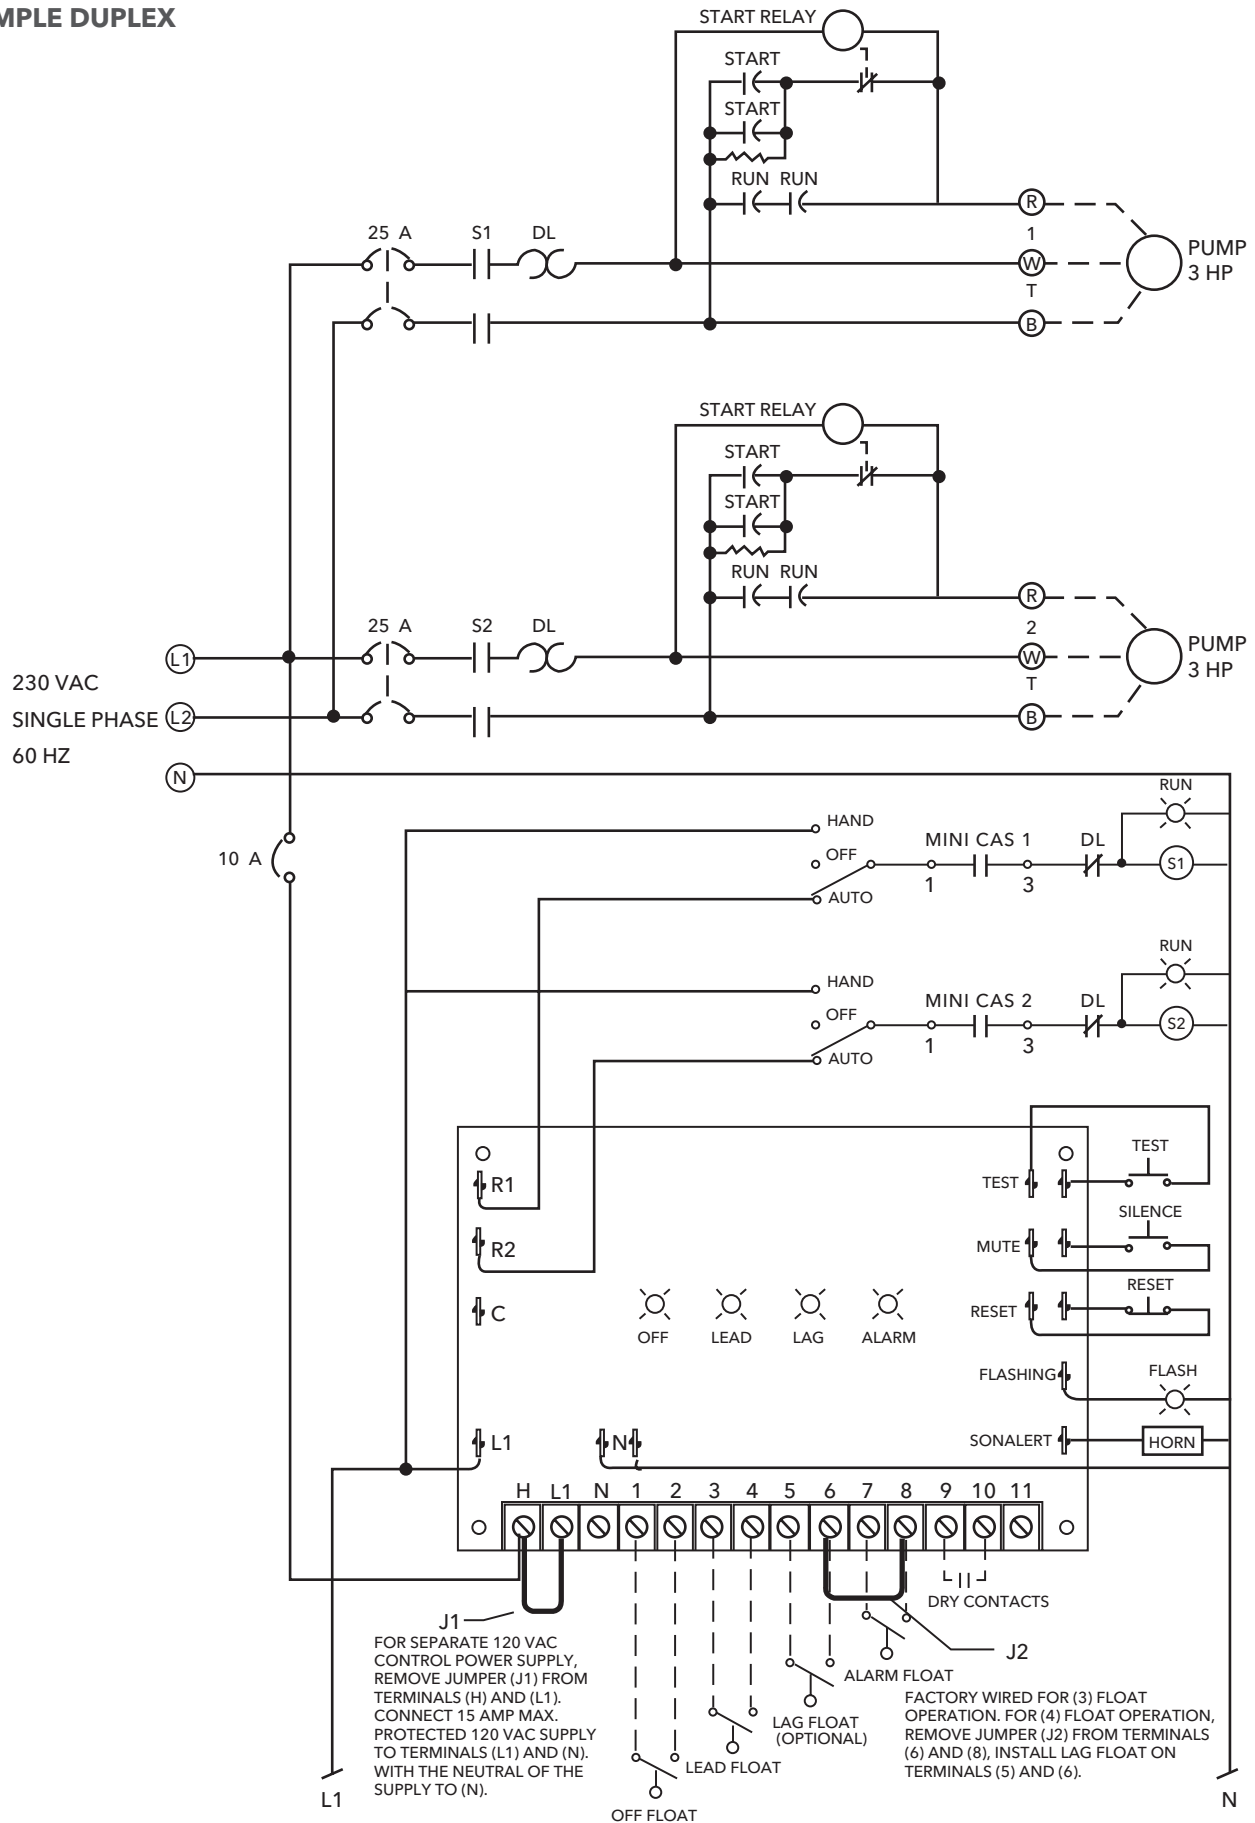 MPLE DUPLEX
START RELAY
START
START
RUN RUN
25 A S1 DL
R
1
W
T
B
PUMP
3 HP
START RELAY
START
START
RUN RUN
25 A S2 DL
R
2
W
T
B
PUMP
3 HP
L1
230 VAC
SINGLE PHASE L2
60 HZ
N
10 A
RUN
HAND
OFF
AUTO
MINI CAS 1 DL
1 3
S1
RUN
HAND
OFF
AUTO
MINI CAS 2 DL
1 3
S2
R1
R2
C
L1
N
OFF LEAD LAG ALARM
TEST TEST
MUTE SILENCE
RESET RESET
FLASHING FLASH
SONALERT HORN
H L1 N 1 2 3 4 5 6 7 8 9 10 11
DRY CONTACTS
J1
J2
FOR SEPARATE 120 VAC
CONTROL POWER SUPPLY,
REMOVE JUMPER (J1) FROM
TERMINALS (H) AND (L1).
CONNECT 15 AMP MAX.
PROTECTED 120 VAC SUPPLY
TO TERMINALS (L1) AND (N).
WITH THE NEUTRAL OF THE
SUPPLY TO (N).
ALARM FLOAT
LAG FLOAT
(OPTIONAL)
LEAD FLOAT
OFF FLOAT
FACTORY WIRED FOR (3) FLOAT
OPERATION. FOR (4) FLOAT OPERATION,
REMOVE JUMPER (J2) FROM TERMINALS
(6) AND (8), INSTALL LAG FLOAT ON
TERMINALS (5) AND (6).
L1
N